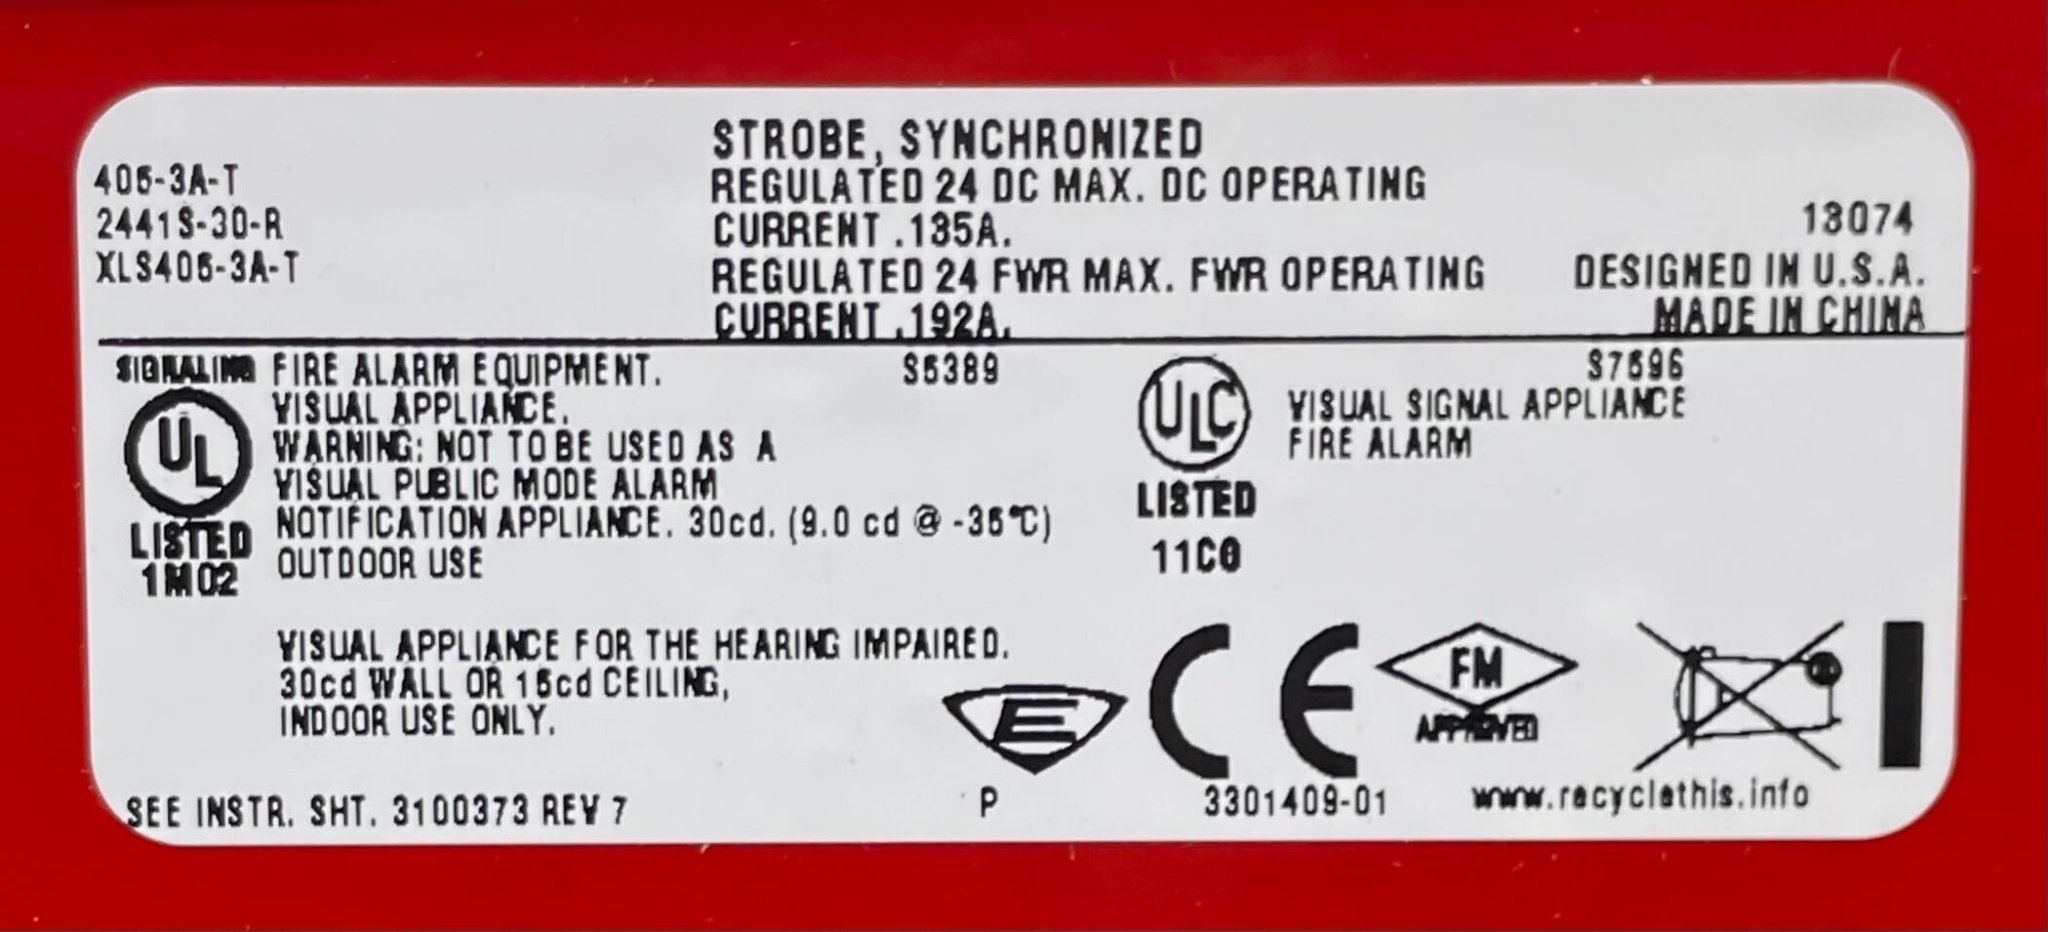 405-3A-T
2441S-30-R
XLS405-3A-T
STROBE, SYNCHRONIZED
REGULATED 24 DC MAX. DC OPERATING
CURRENT .135A.
REGULATED 24 FWR MAX. FWR OPERATING
CURRENT .192A.
13074
DESIGNED IN U.S.A.
MADE IN CHINA
SIGNALING
UL
LISTED
1M02
FIRE ALARM EQUIPMENT. S5389
VISUAL APPLIANCE.
WARNING: NOT TO BE USED AS A
VISUAL PUBLIC MODE ALARM
NOTIFICATION APPLIANCE. 30cd. (9.0 cd @ -35°C)
OUTDOOR USE
ULC
LISTED
11C0
S7596
VISUAL SIGNAL APPLIANCE
FIRE ALARM
VISUAL APPLIANCE FOR THE HEARING IMPAIRED.
30cd WALL OR 15cd CEILING,
INDOOR USE ONLY.
E
CE
FM
APPROVED
SEE INSTR. SHT. 3100373 REV 7
P
3301409-01
www.recyclethis.info